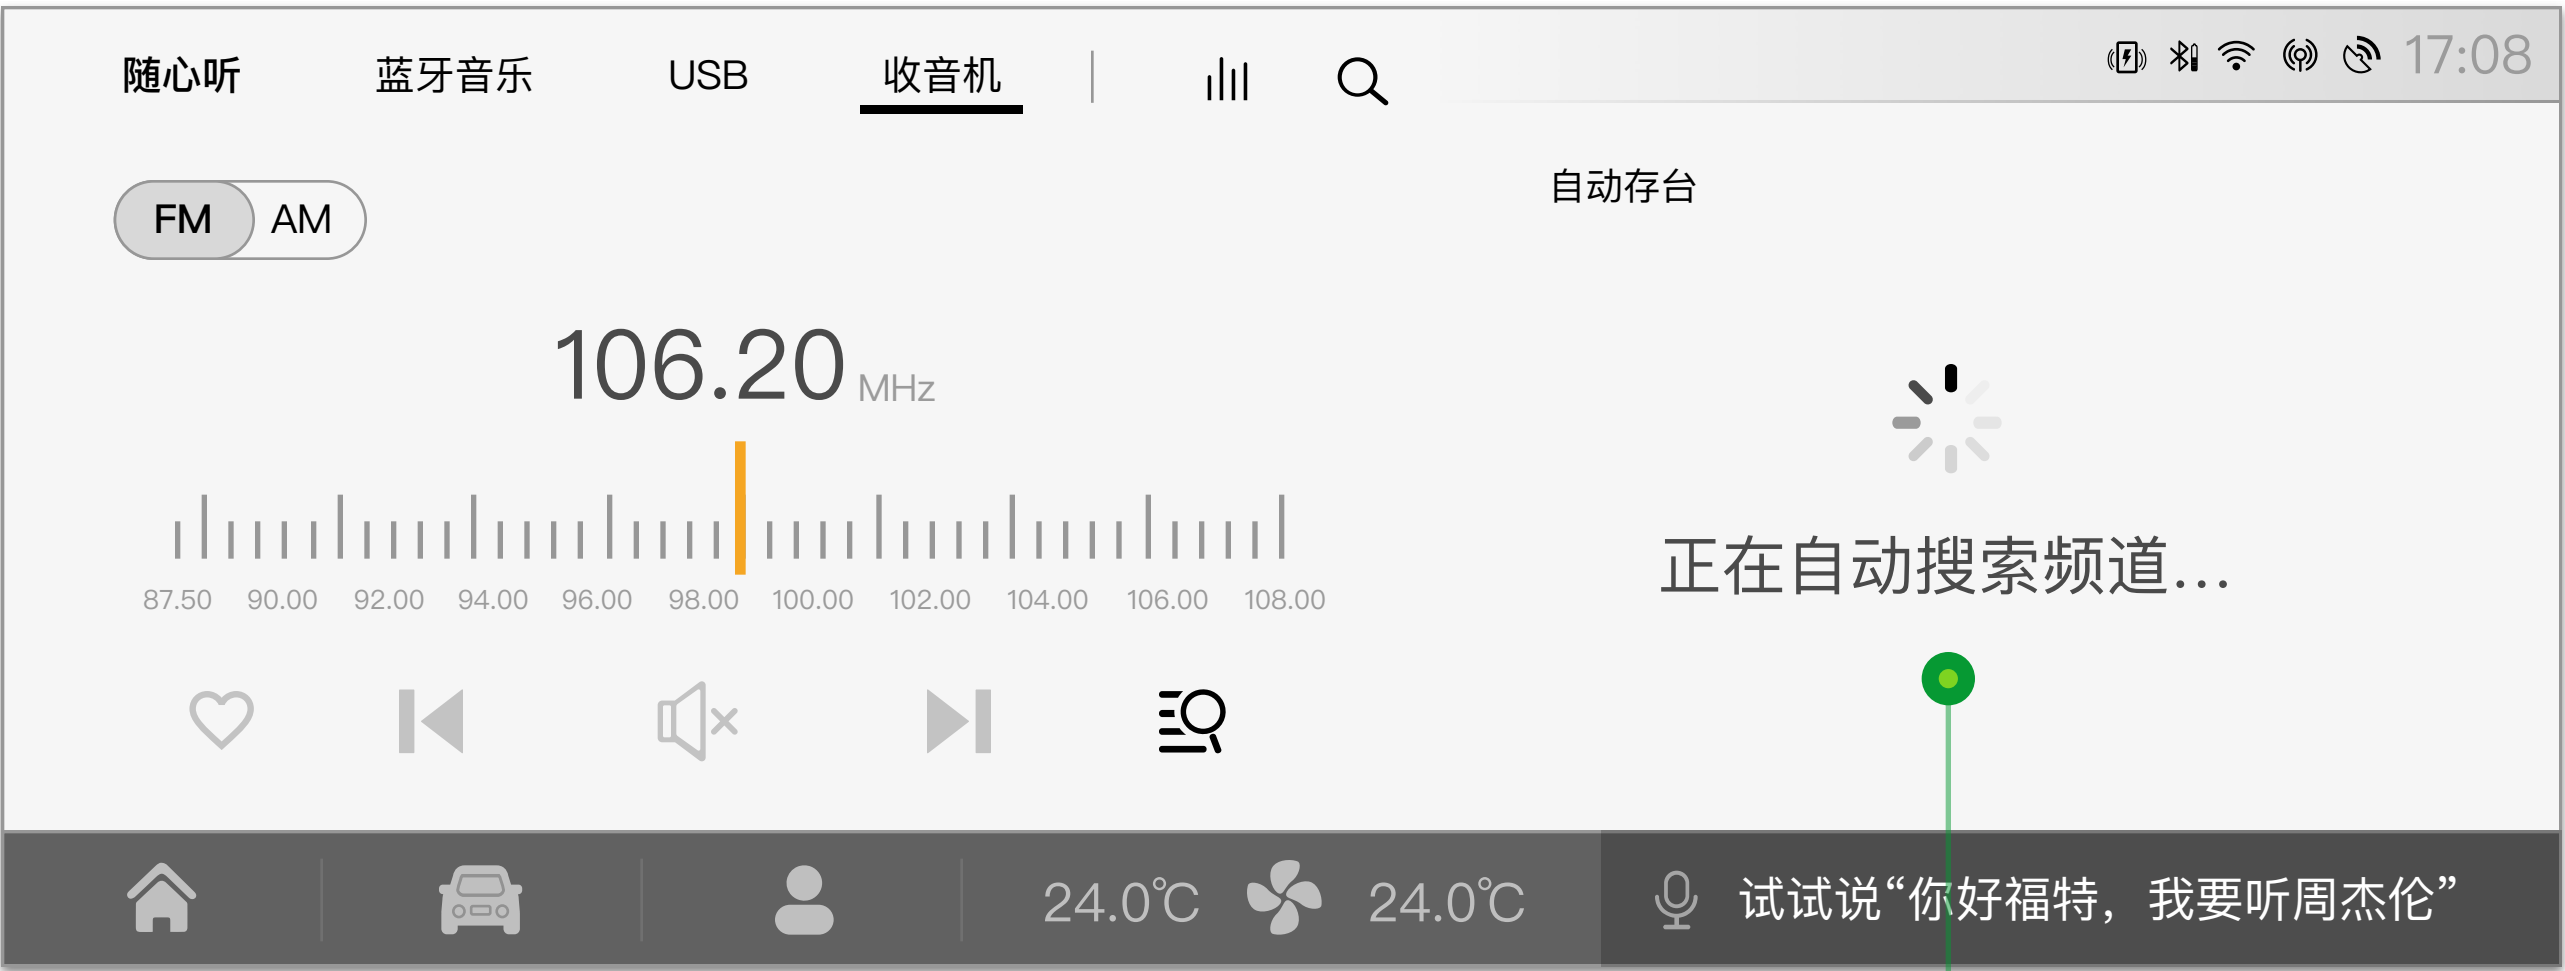 随心听 蓝牙音乐 USB 收音机 17:08
自动存台
FM AM
106.20 MHz
正在自动搜索频道...
87.50 90.00 92.00 94.00 96.00 98.00 100.00 102.00 104.00 106.00 108.00
24.0℃ 24.0℃ 试试说“你好福特，我要听周杰伦”